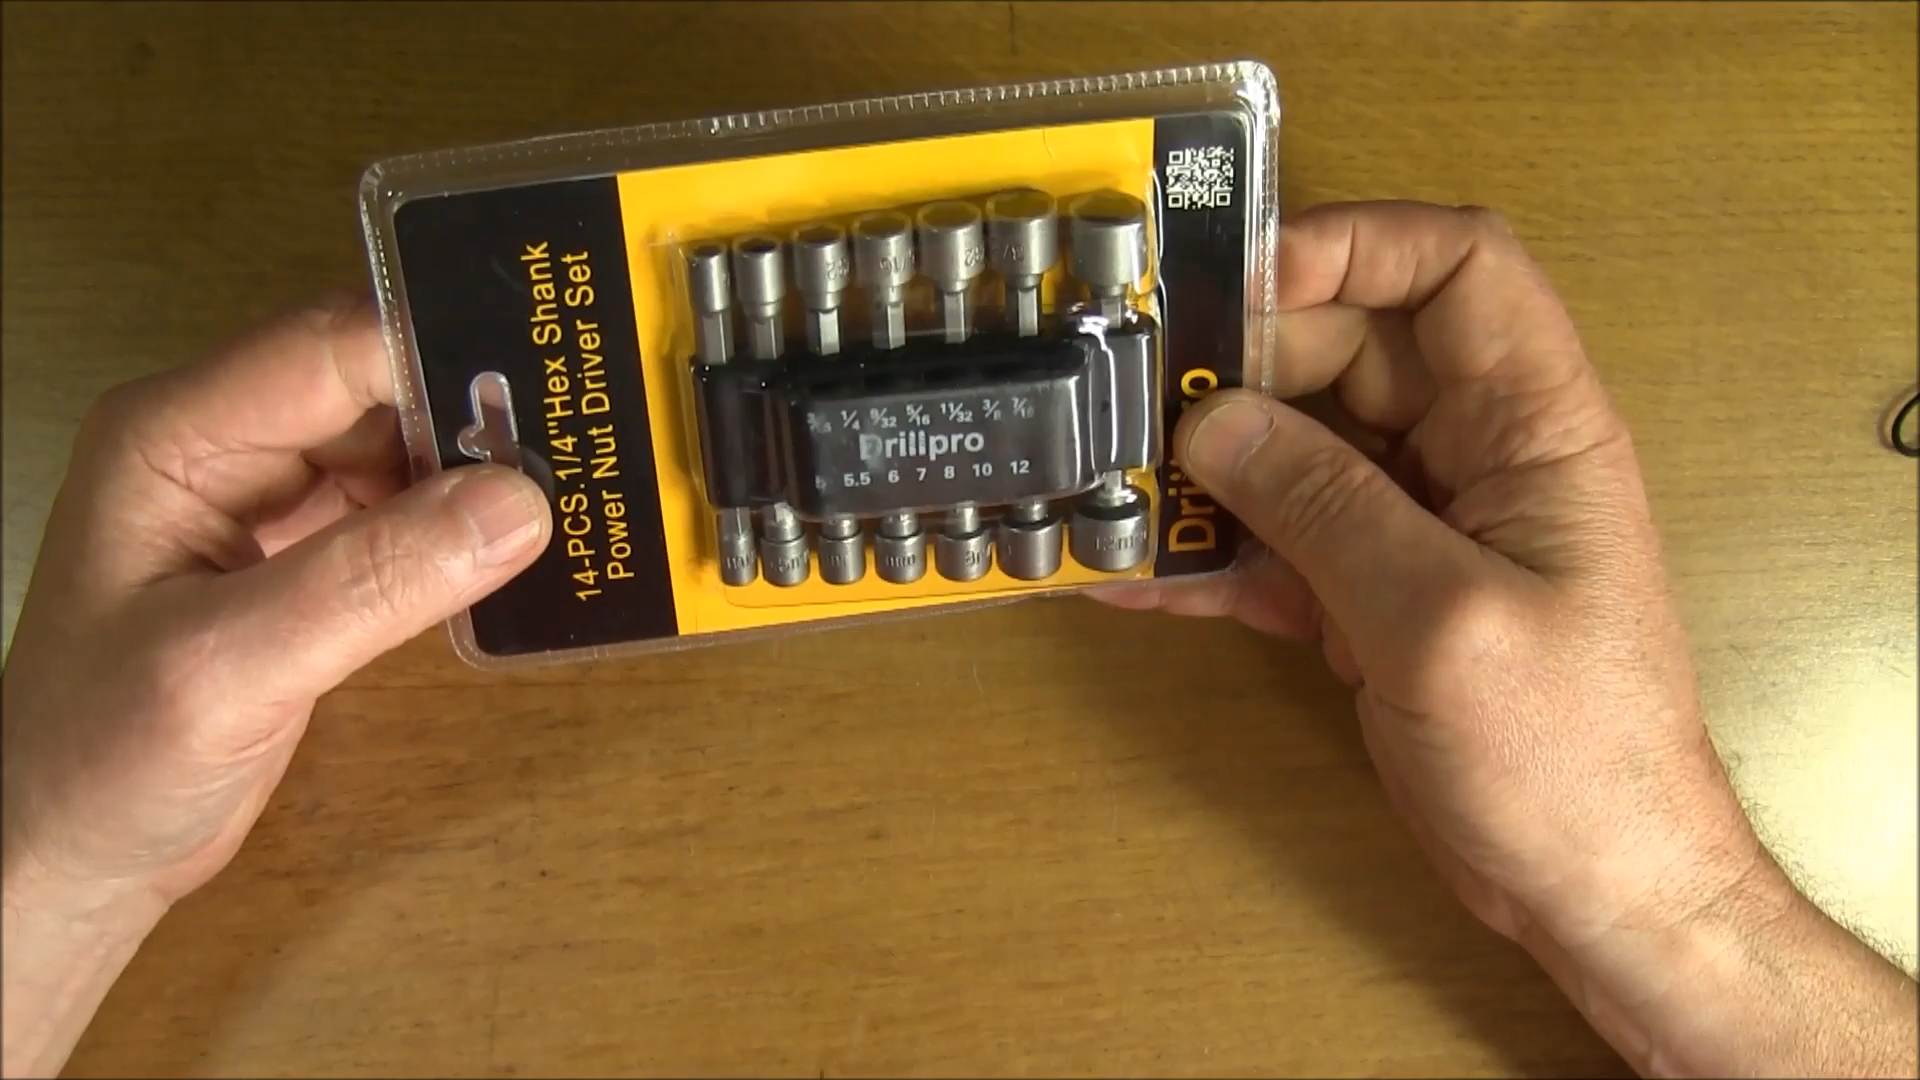 14-PCS.1/4"Hex Shank
Power Nut Driver Set
1/4 9/32 5/16 11/32 3/8 7/16
Drillpro
5 5.5 6 7 8 10 12